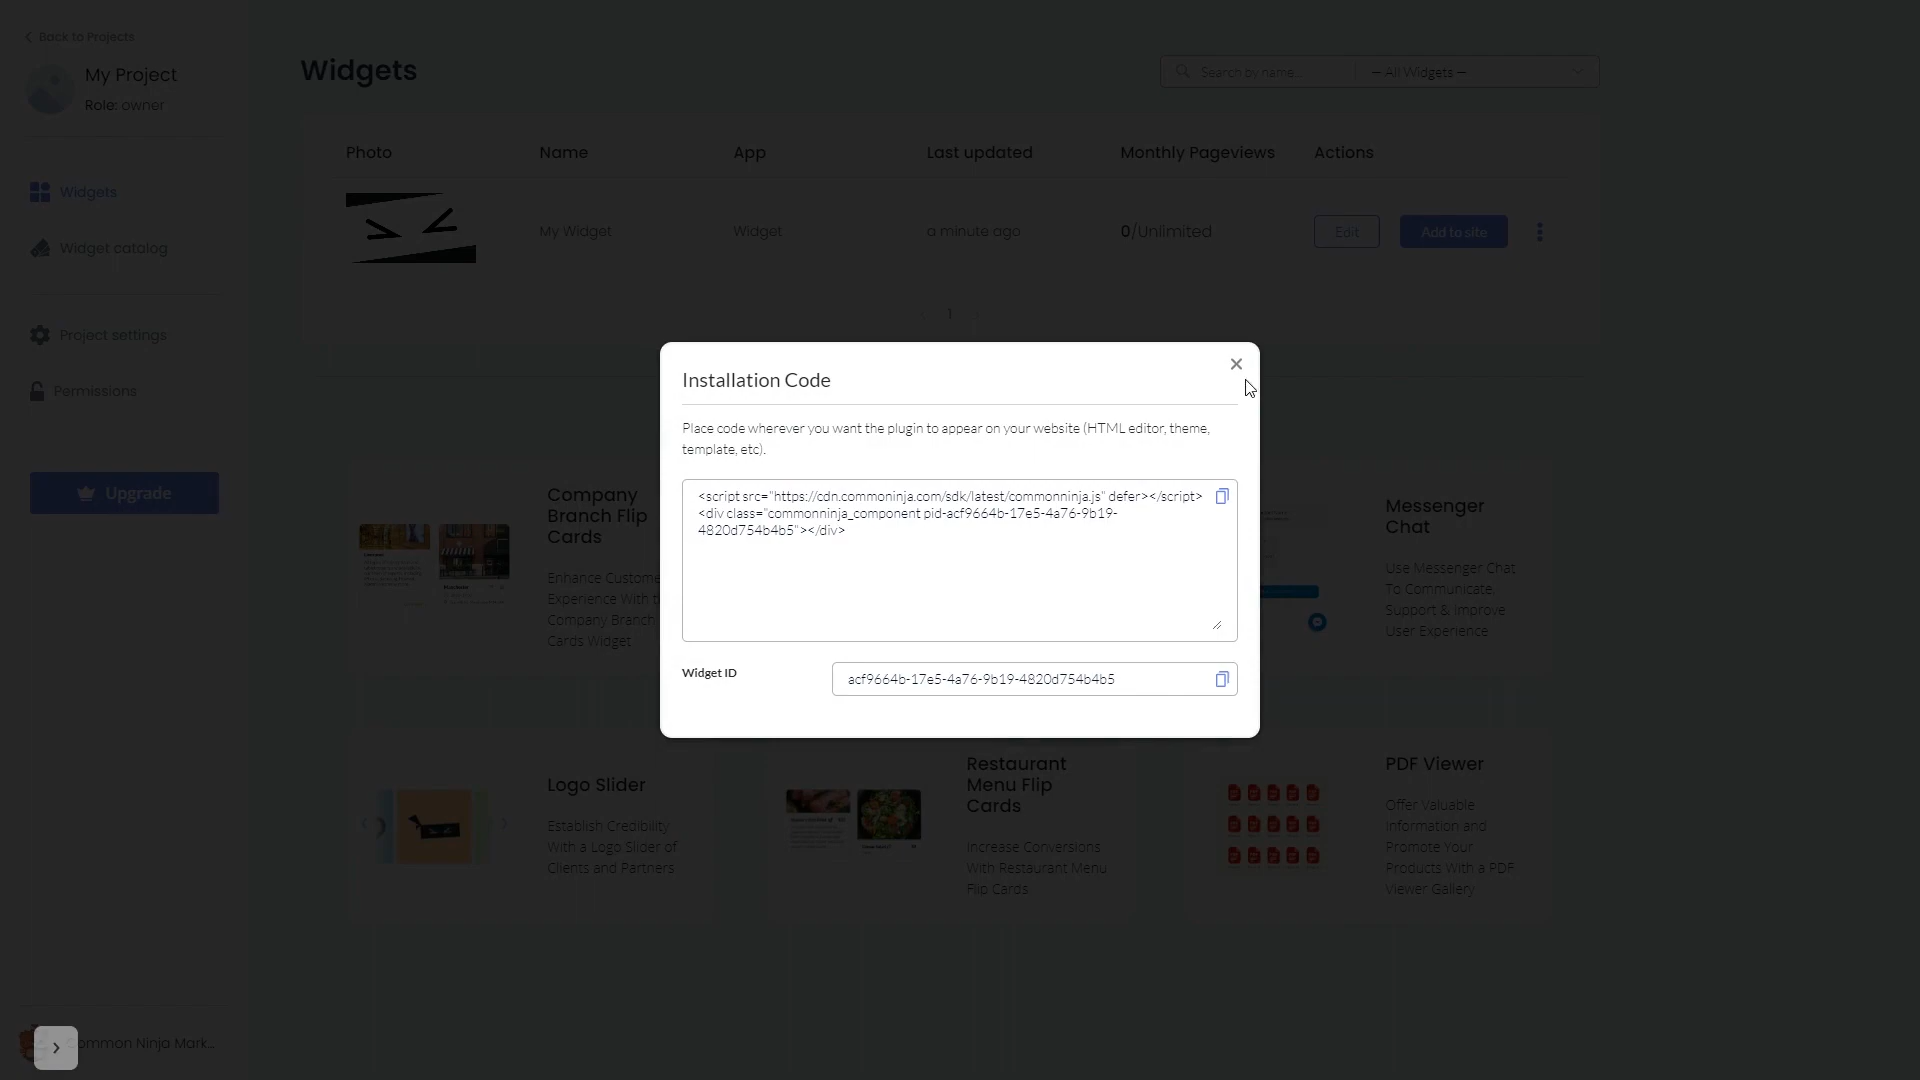 Back to Projects
My Project
Role: owner
Widgets
Widget catalog
Project settings
Permissions
Upgrade
Common Ninja Mark...
Widgets
Search by name...
— All Widgets —
Photo
Name
App
Last updated
Monthly Pageviews
Actions
My Widget
Widget
a minute ago
0/Unlimited
Edit
Add to site
1
Installation Code
Place code wherever you want the plugin to appear on your website (HTML editor, theme,
template, etc).
<script src="https://cdn.commoninja.com/sdk/latest/commonninja.js" defer></script>
<div class="commonninja_component pid-acf9664b-17e5-4a76-9b19-
4820d754b4b5"></div>
Widget ID
acf9664b-17e5-4a76-9b19-4820d754b4b5
Company
Branch Flip
Cards
Enhance Custome
Experience With t
Company Branch
Cards Widget
Messenger
Chat
Use Messenger Chat
To Communicate,
Support & Improve
User Experience
Logo Slider
Establish Credibility
With a Logo Slider of
Clients and Partners
Restaurant
Menu Flip
Cards
Increase Conversions
With Restaurant Menu
Flip Cards
PDF Viewer
Offer Valuable
Information and
Promote Your
Products With a PDF
Viewer Gallery